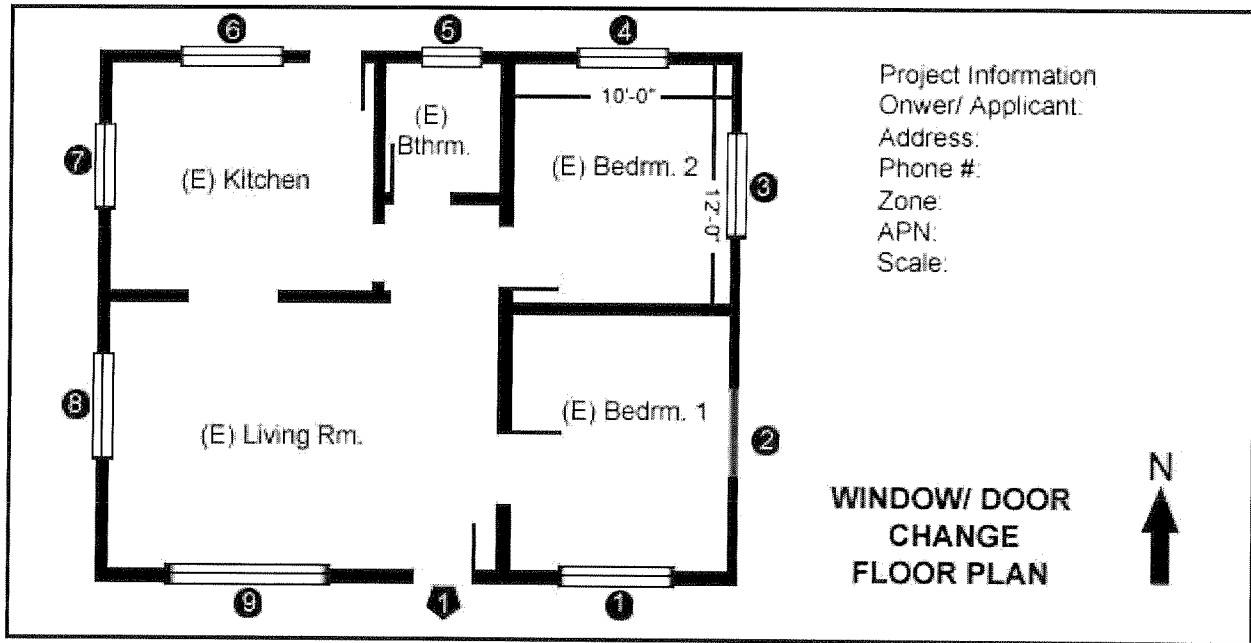 6
5
4
10'-0"
(E)
Bthrm.
7
(E) Kitchen
(E) Bedrm. 2
3
12'-0"
8
(E) Living Rm.
(E) Bedrm. 1
2
9
1
1
Project Information
Onwer/ Applicant:
Address:
Phone #:
Zone:
APN:
Scale:
WINDOW/ DOOR
CHANGE
FLOOR PLAN
N